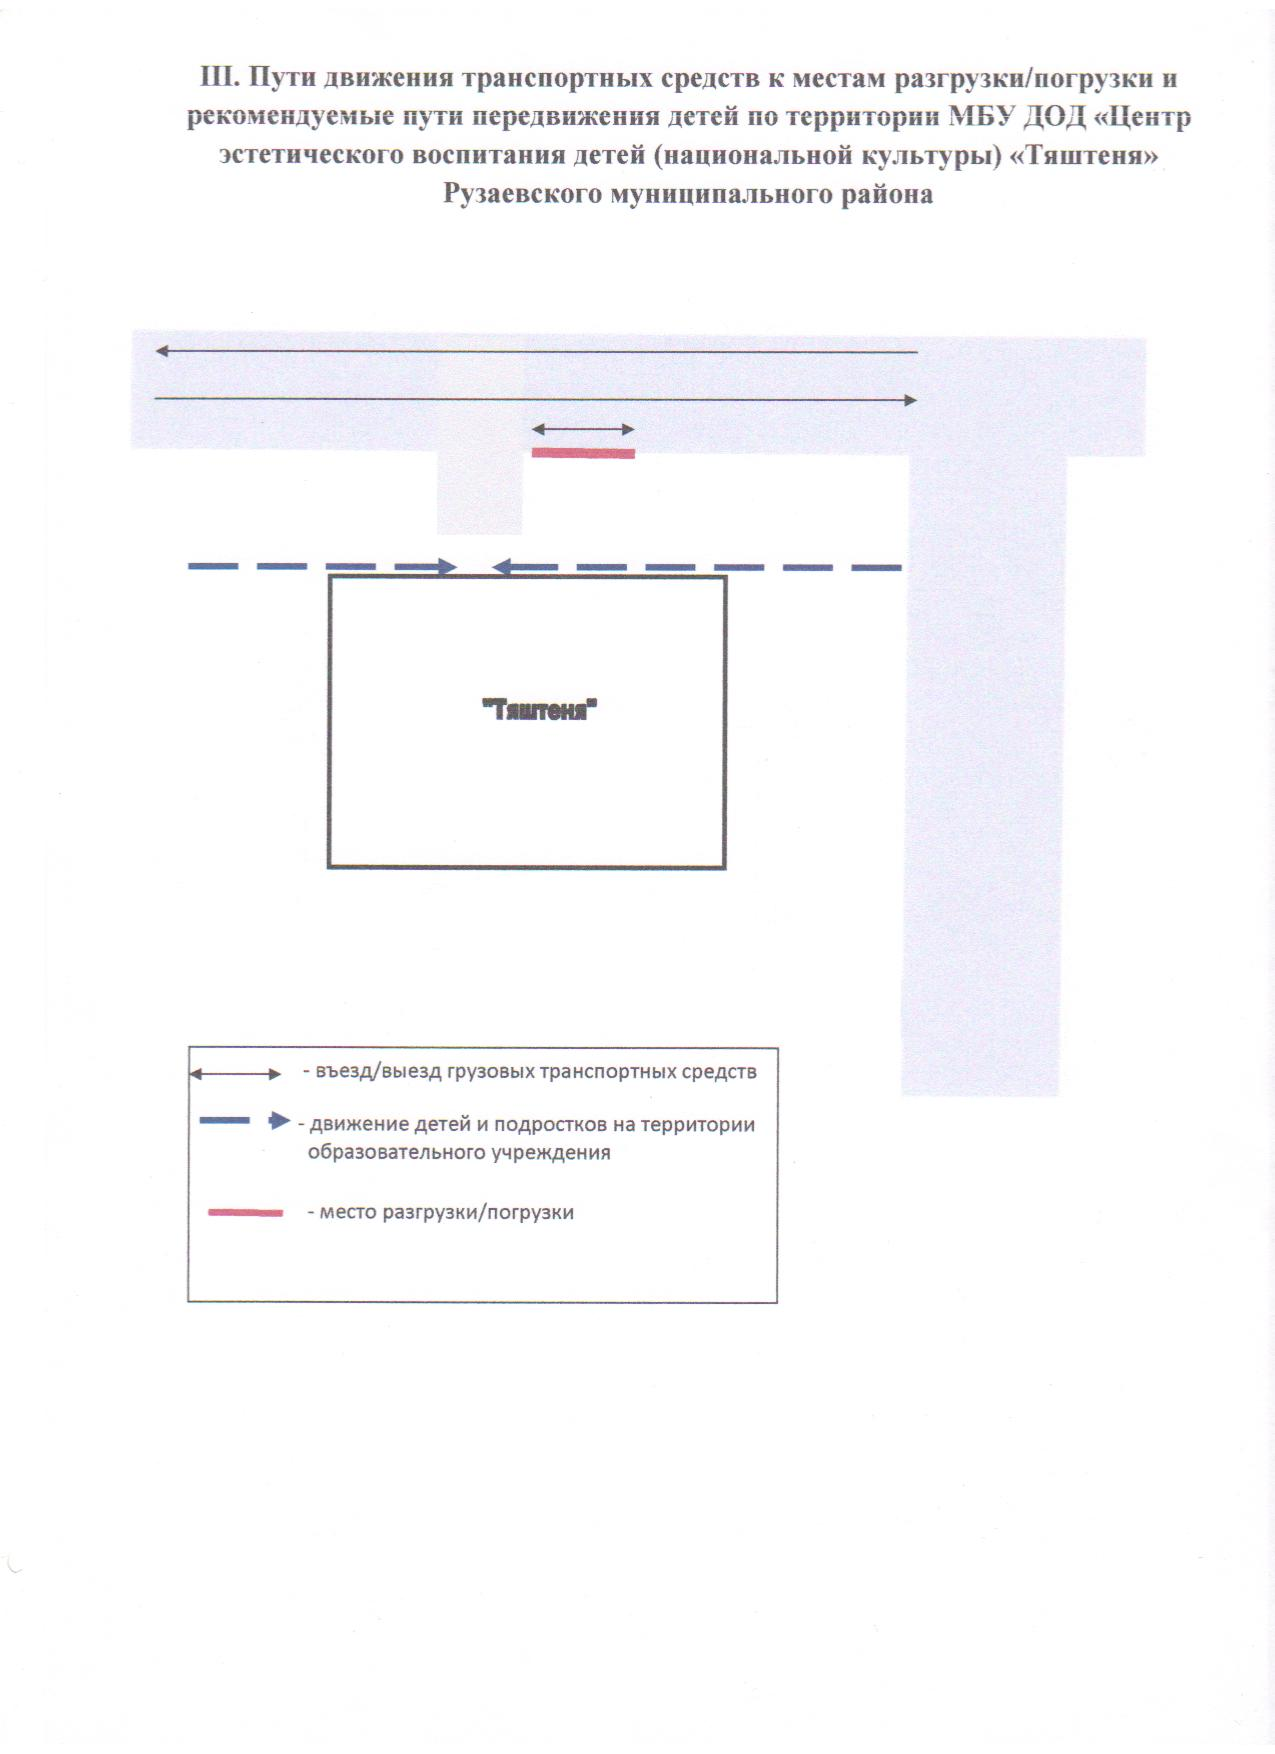 III. Пути движения транспортных средств к местам разгрузки/погрузки и
рекомендуемые пути передвижения детей по территории МБУ ДОД «Центр
эстетического воспитания детей (национальной культуры) «Тяштеня»
Рузаевского муниципального района
"Тяштеня"
- въезд/выезд грузовых транспортных средств
- движение детей и подростков на территории
образовательного учреждения
- место разгрузки/погрузки